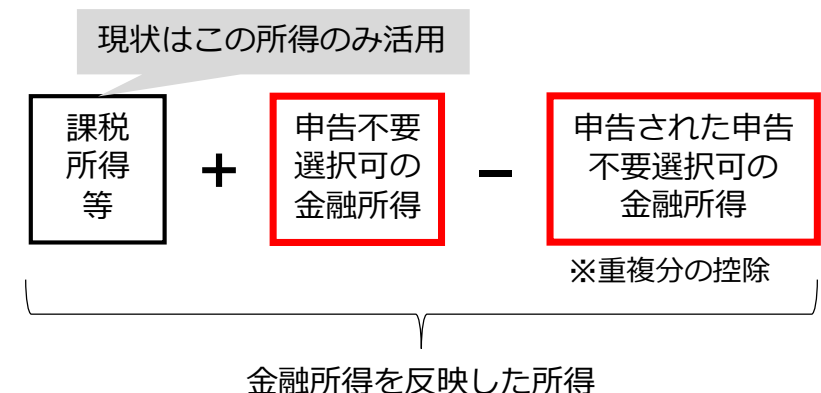 現状はこの所得のみ活用
課税
所得
等
+
申告不要
選択可の
金融所得
−
申告された申告
不要選択可の
金融所得
※重複分の控除
金融所得を反映した所得